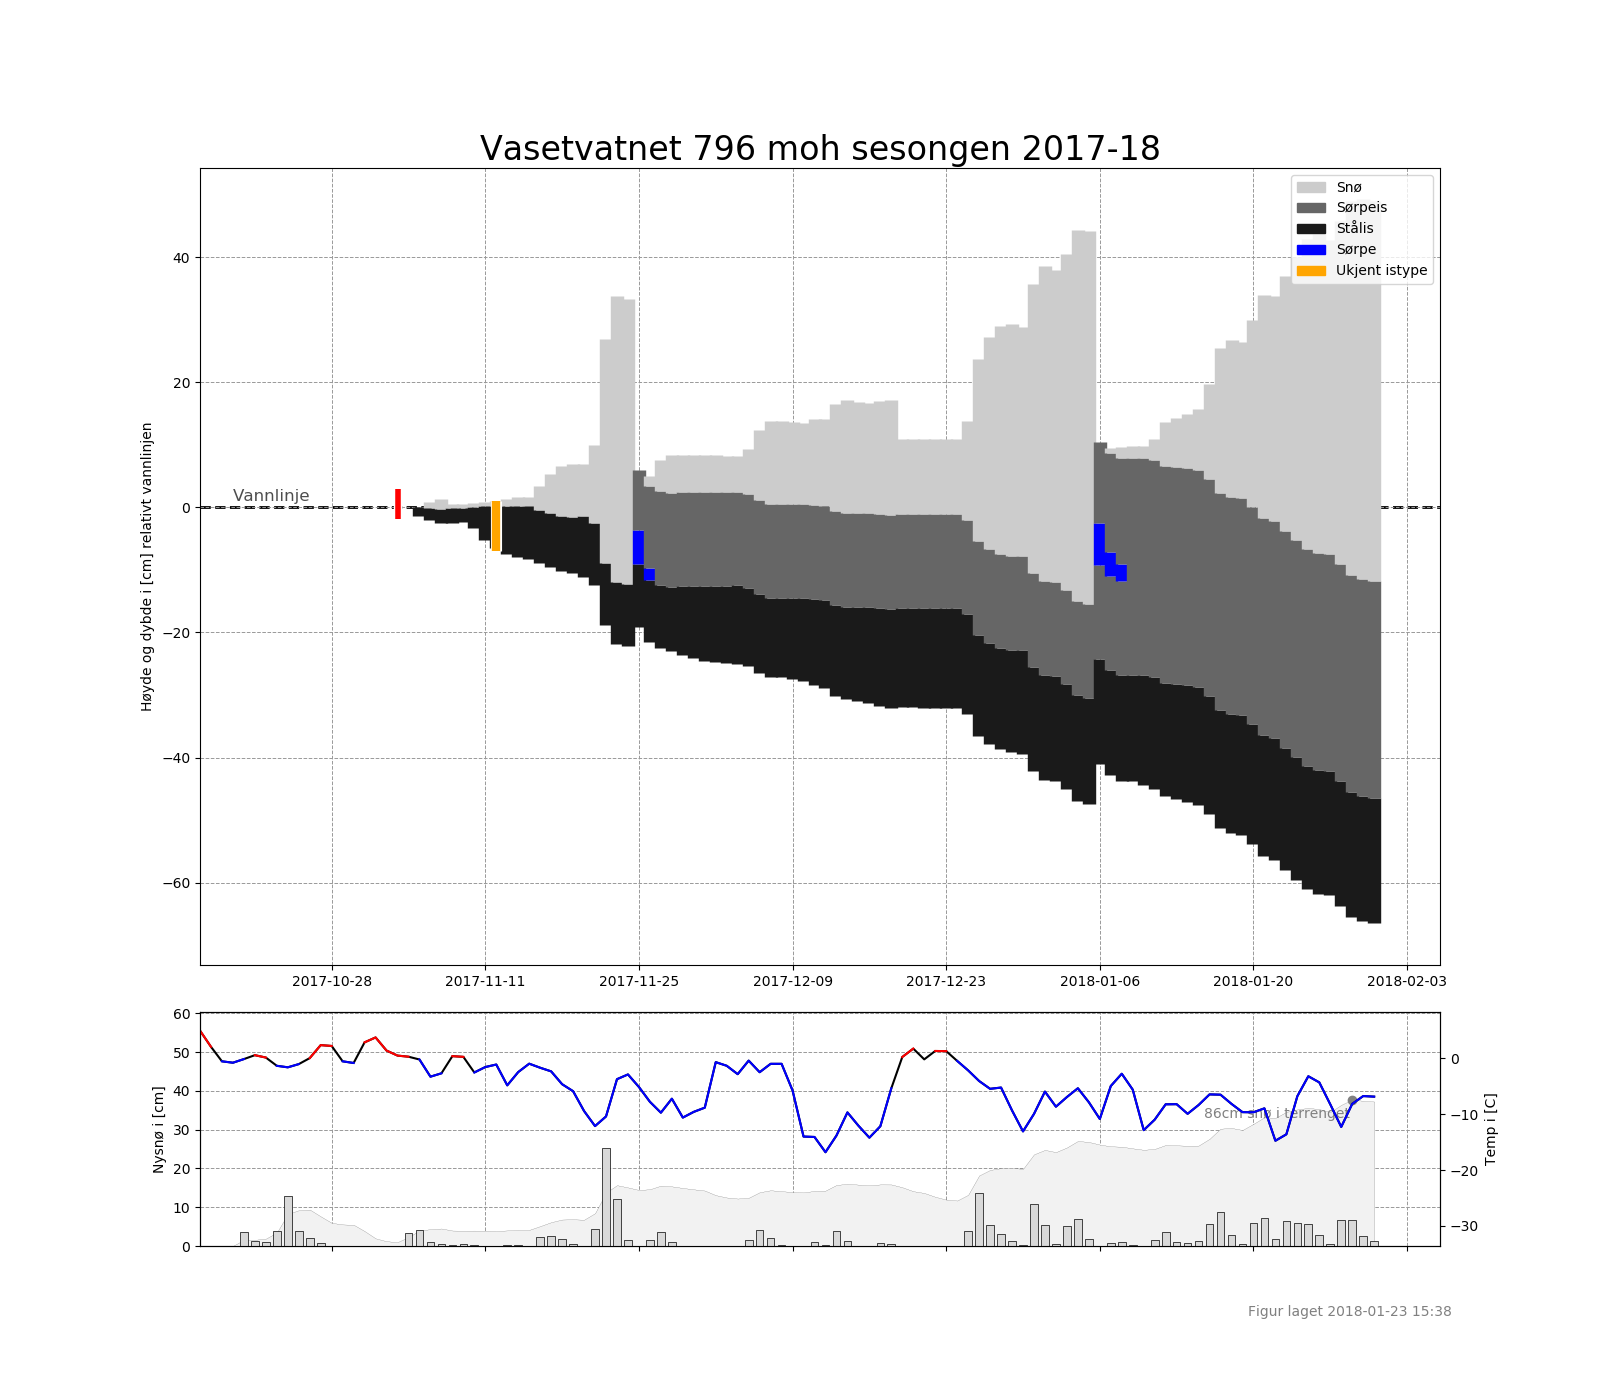 Vasetvatnet 796 moh sesongen 2017-18
Snø
Sørpeis
Stålis
Sørpe
Ukjent istype
Høyde og dybde i [cm] relativt vannlinjen
40
20
0
−20
−40
−60
Vannlinje
2017-10-28
2017-11-11
2017-11-25
2017-12-09
2017-12-23
2018-01-06
2018-01-20
2018-02-03
Nysnø i [cm]
60
50
40
30
20
10
0
86cm snø i terrenget
0
−10
−20
−30
Temp i [C]
Figur laget 2018-01-23 15:38